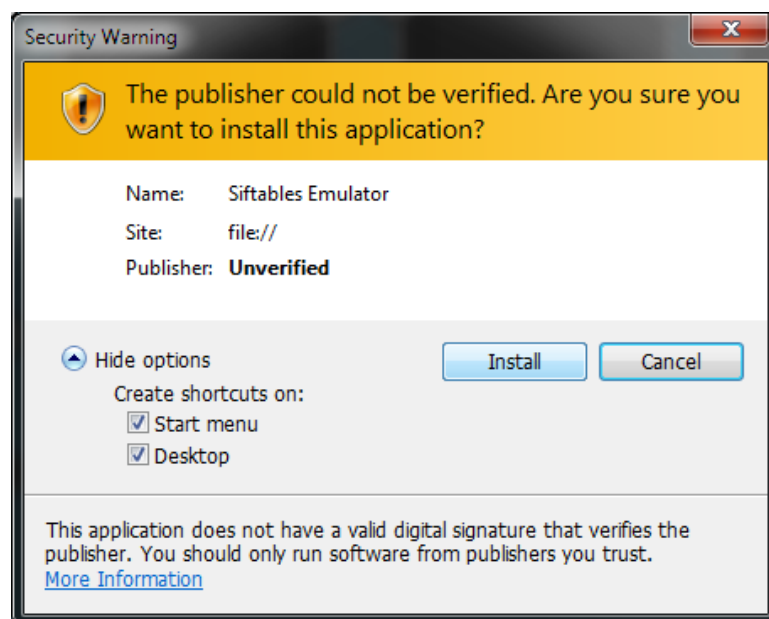 Security Warning
The publisher could not be verified. Are you sure you
want to install this application?
Name: Siftables Emulator
Site: file://
Publisher: Unverified
Hide options
Install
Cancel
Create shortcuts on:
Start menu
Desktop
This application does not have a valid digital signature that verifies the
publisher. You should only run software from publishers you trust.
More Information